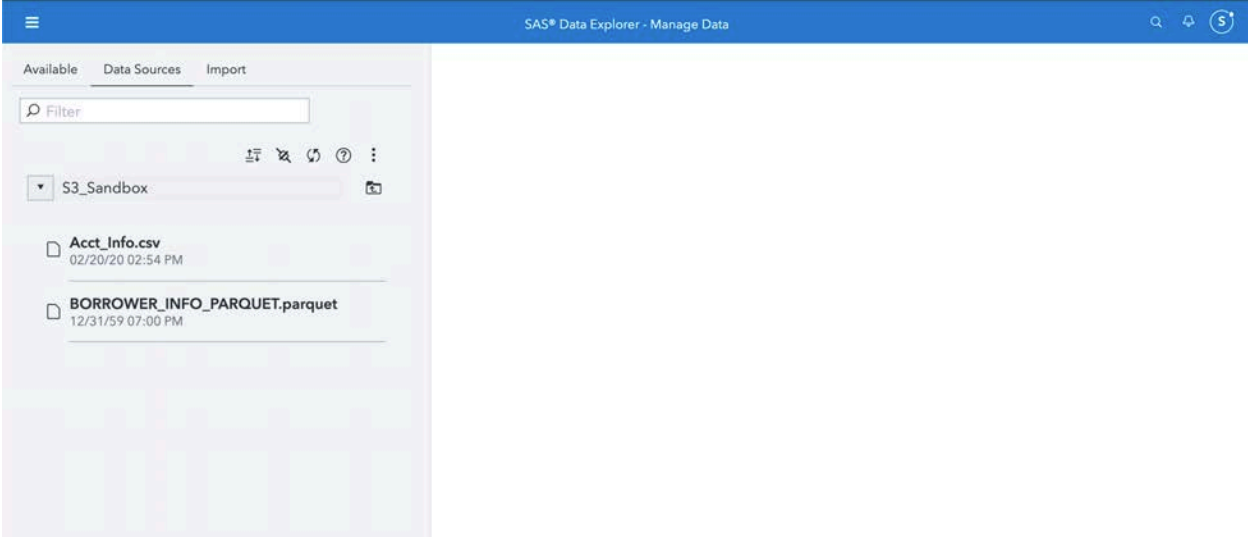 SAS® Data Explorer - Manage Data
S
Available Data Sources Import
Filter
S3_Sandbox
Acct_Info.csv
02/20/20 02:54 PM
BORROWER_INFO_PARQUET.parquet
12/31/59 07:00 PM